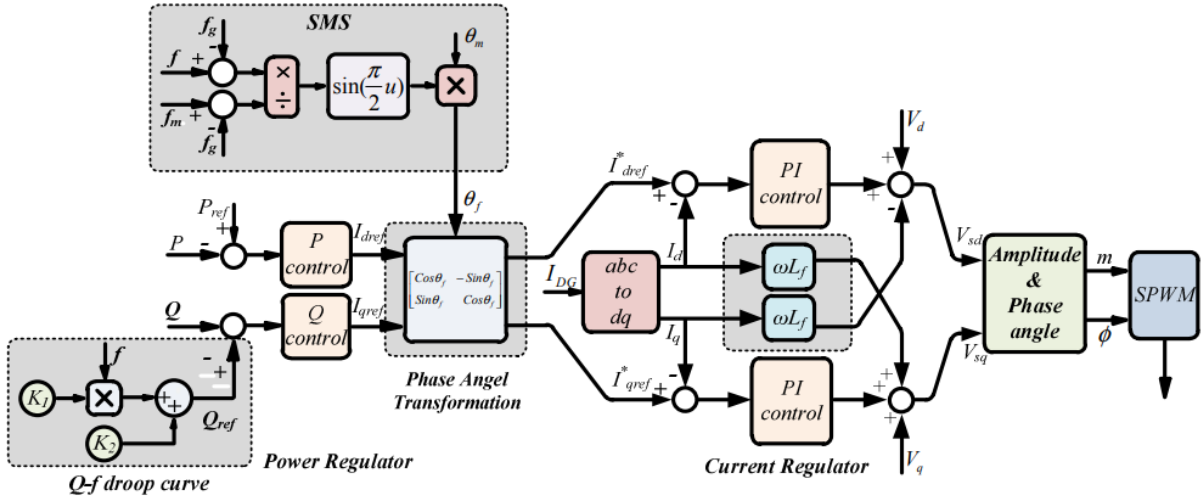 SMS
f_g
-
f
+
f_m
+
-
f_g
×
÷
sin(π/2 u)
θ_m
×
θ_f
P_ref
+
P
-
P
control
I_dref
Q
Q
control
I_qref
-
+
f
K_1
×
+
+
K_2
Q_ref
Q-f droop curve
Power Regulator
Cosθ_f -Sinθ_f
Sinθ_f Cosθ_f
Phase Angel
Transformation
I*_dref
+
-
I_DG
abc
to
dq
I_d
I_q
I*_qref
+
-
PI
control
ωL_f
ωL_f
PI
control
Current Regulator
V_d
+
+
-
+
+
+
V_q
V_sd
V_sq
Amplitude
&
Phase
angle
m
ϕ
SPWM